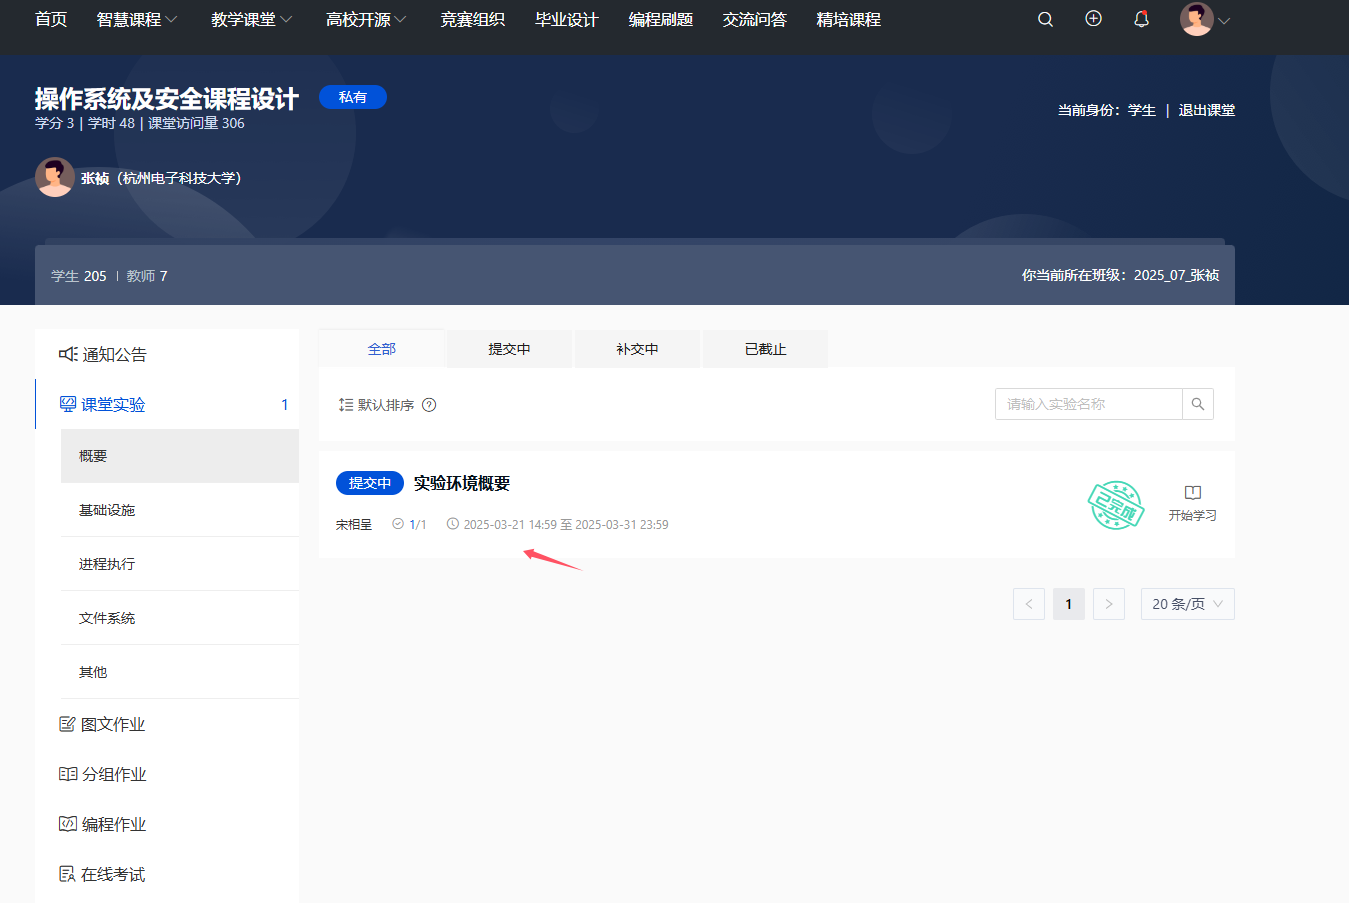 首页 智慧课程 教学课堂 高校开源 竞赛组织 毕业设计 编程刷题 交流问答 精培课程
操作系统及安全课程设计 私有
学分 3 | 学时 48 | 课堂访问量 306
当前身份：学生 | 退出课堂
张祯（杭州电子科技大学）
学生 205 | 教师 7
你当前所在班级：2025_07_张祯
通知公告
课堂实验 1
概要
基础设施
进程执行
文件系统
其他
图文作业
分组作业
编程作业
在线考试
全部 提交中 补交中 已截止
默认排序
请输入实验名称
提交中 实验环境概要
宋相呈 1/1 2025-03-21 14:59 至 2025-03-31 23:59
已完成
开始学习
< 1 > 20 条/页